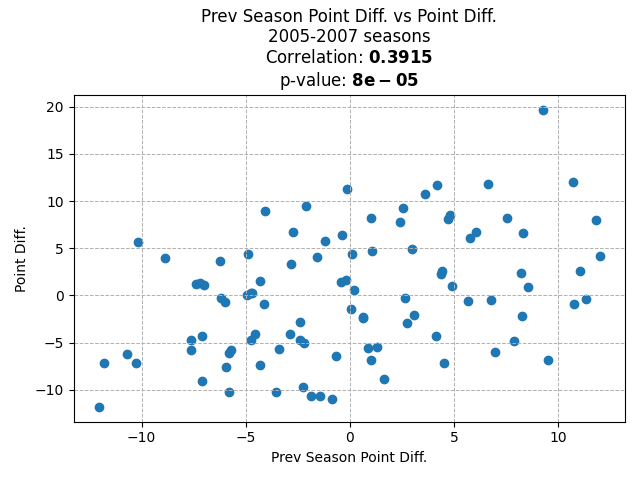 Prev Season Point Diff. vs Point Diff.
2005-2007 seasons
Correlation: 0.3915
p-value: 8e − 05
20
15
10
5
0
−5
−10
Point Diff.
−10
−5
0
5
10
Prev Season Point Diff.